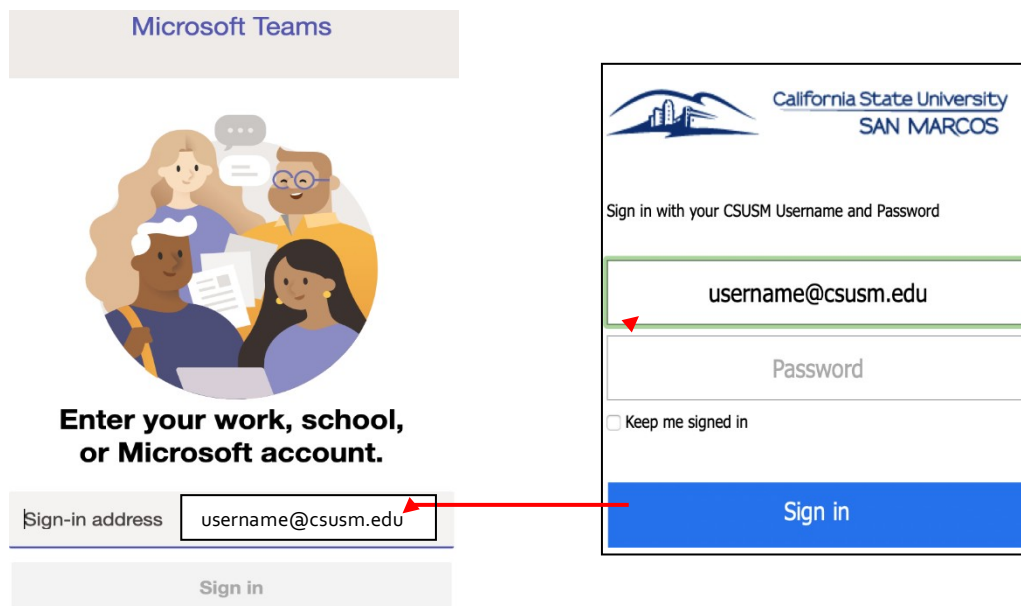 Microsoft Teams
Enter your work, school,
or Microsoft account.
Sign-in address username@csusm.edu
Sign in
California State University
SAN MARCOS
Sign in with your CSUSM Username and Password
username@csusm.edu
Password
Keep me signed in
Sign in